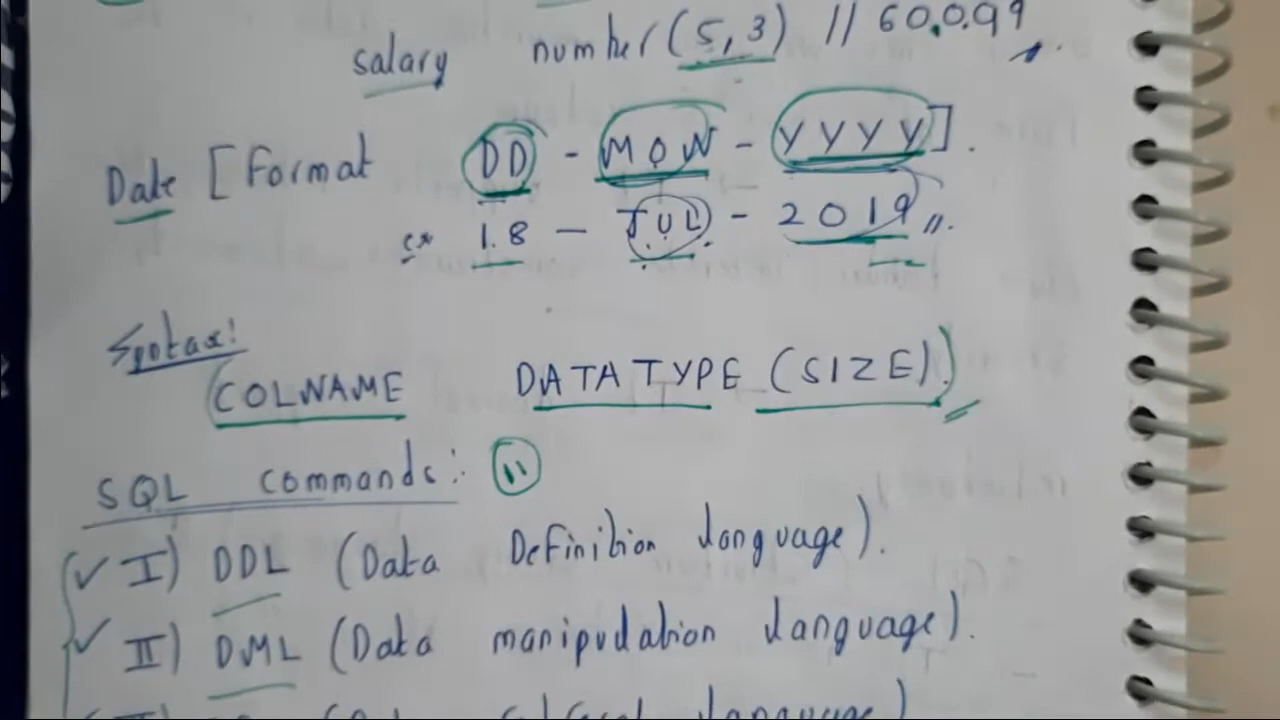 salary number(5,3) // 60.099
Date [Format DD - MON - YYYY].
ex 18 - JUL - 2019 //.
Syntax:
COLNAME DATATYPE (SIZE).
SQL commands:
I) DDL (Data Definition language).
II) DML (Data manipulation language).
language)